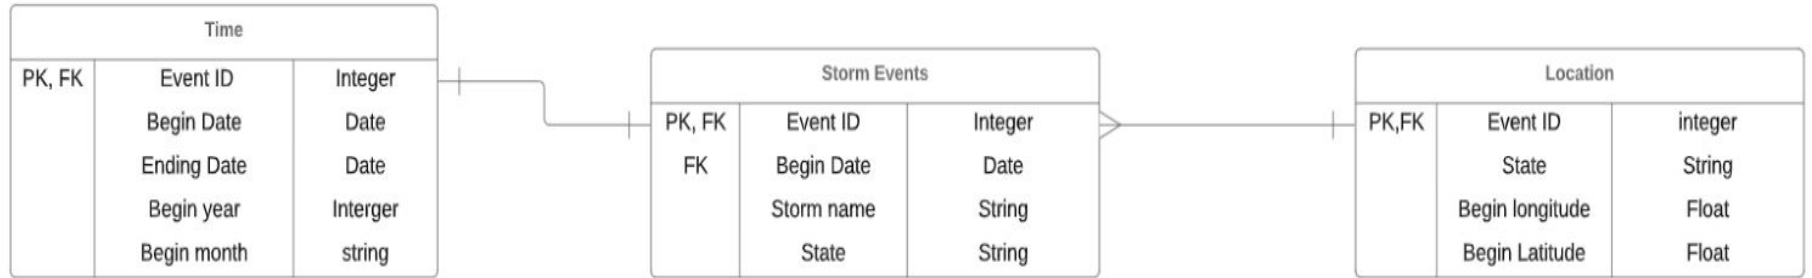 Time
PK, FK Event ID Integer
Begin Date Date
Ending Date Date
Begin year Interger
Begin month string
Storm Events
PK, FK Event ID Integer
FK Begin Date Date
Storm name String
State String
Location
PK,FK Event ID integer
State String
Begin longitude Float
Begin Latitude Float